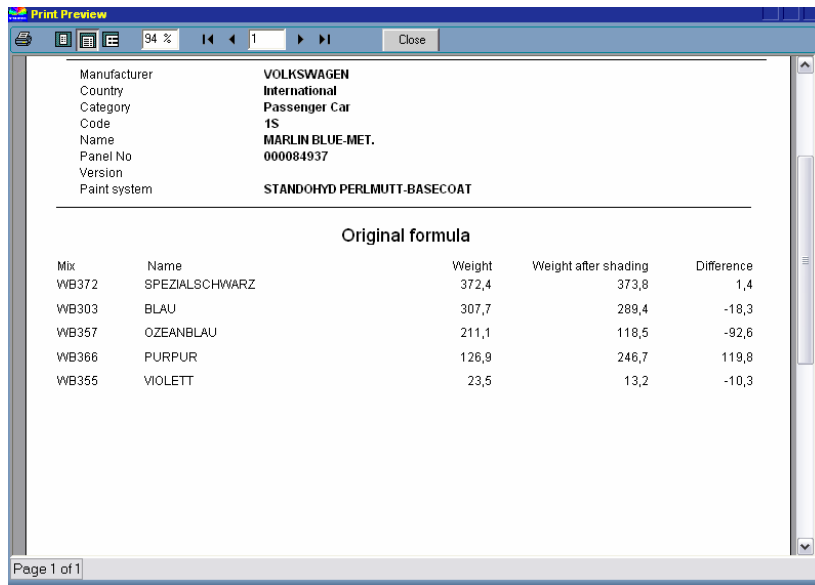 Print Preview
94 % 1 Close
Manufacturer VOLKSWAGEN
Country International
Category Passenger Car
Code 1S
Name MARLIN BLUE-MET.
Panel No 000084937
Version
Paint system STANDOHYD PERLMUTT-BASECOAT
Original formula
Mix Name Weight Weight after shading Difference
WB372 SPEZIALSCHWARZ 372,4 373,8 1,4
WB303 BLAU 307,7 289,4 -18,3
WB357 OZEANBLAU 211,1 118,5 -92,6
WB366 PURPUR 126,9 246,7 119,8
WB355 VIOLETT 23,5 13,2 -10,3
Page 1 of 1